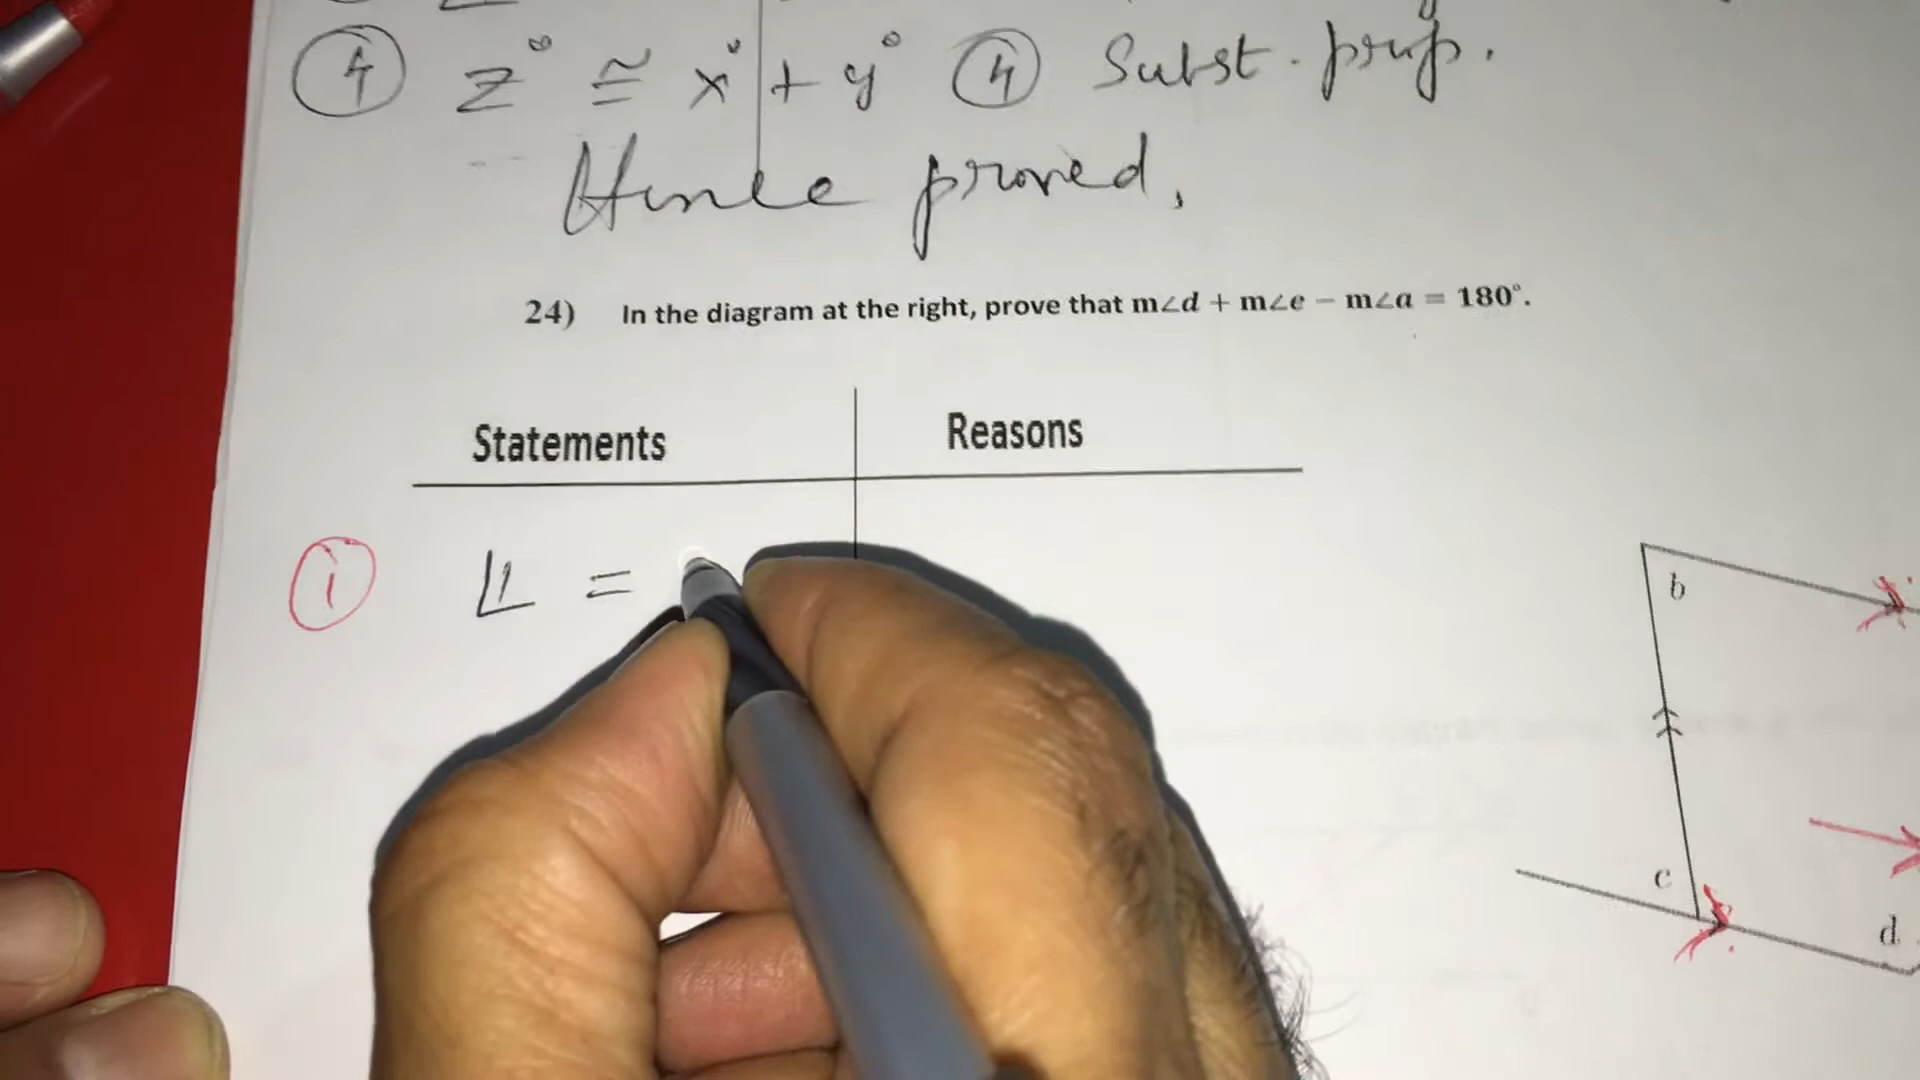 ④ z° ≅ x° + y° ④ Subst. prop.
Hence proved.
24) In the diagram at the right, prove that m∠d + m∠e − m∠a = 180°.
Statements Reasons
① ∠1 =
b
c
d